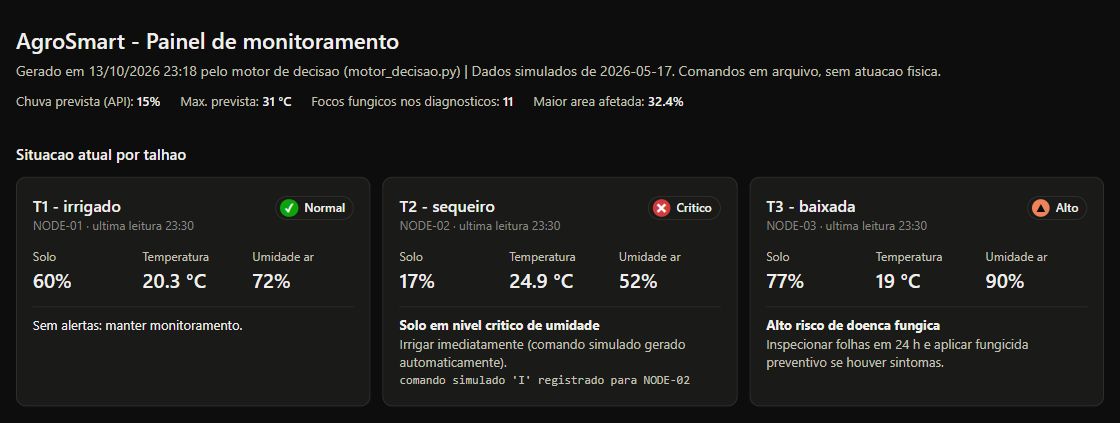 AgroSmart - Painel de monitoramento
Gerado em 13/10/2026 23:18 pelo motor de decisao (motor_decisao.py) | Dados simulados de 2026-05-17. Comandos em arquivo, sem atuacao fisica.
Chuva prevista (API): 15% Max. prevista: 31 °C Focos fungicos nos diagnosticos: 11 Maior area afetada: 32.4%
Situacao atual por talhao
T1 - irrigado
Normal
NODE-01 · ultima leitura 23:30
Solo Temperatura Umidade ar
60% 20.3 °C 72%
Sem alertas: manter monitoramento.
T2 - sequeiro
Critico
NODE-02 · ultima leitura 23:30
Solo Temperatura Umidade ar
17% 24.9 °C 52%
Solo em nivel critico de umidade
Irrigar imediatamente (comando simulado gerado
automaticamente).
comando simulado 'I' registrado para NODE-02
T3 - baixada
Alto
NODE-03 · ultima leitura 23:30
Solo Temperatura Umidade ar
77% 19 °C 90%
Alto risco de doenca fungica
Inspecionar folhas em 24 h e aplicar fungicida
preventivo se houver sintomas.